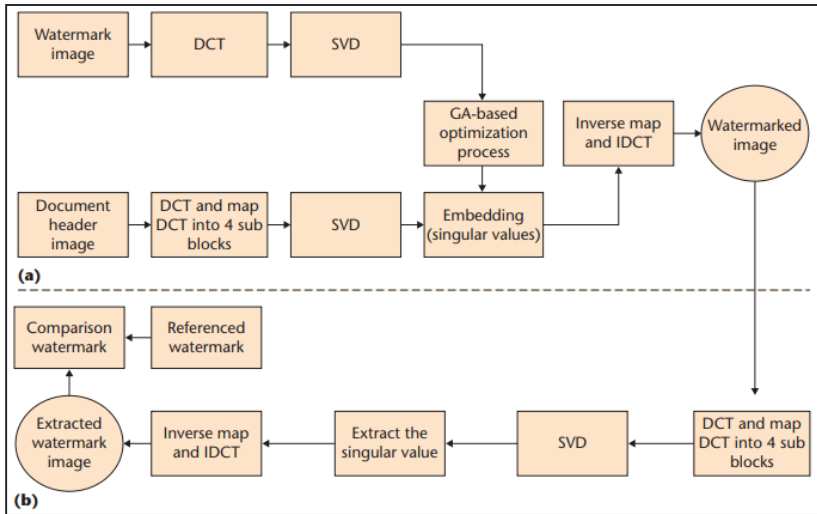 Watermark
image
DCT
SVD
GA-based
optimization
process
Inverse map
and IDCT
Watermarked
image
Document
header
image
DCT and map
DCT into 4 sub
blocks
SVD
Embedding
(singular values)
(a)
Comparison
watermark
Referenced
watermark
Extracted
watermark
image
Inverse map
and IDCT
Extract the
singular value
SVD
DCT and map
DCT into 4 sub
blocks
(b)